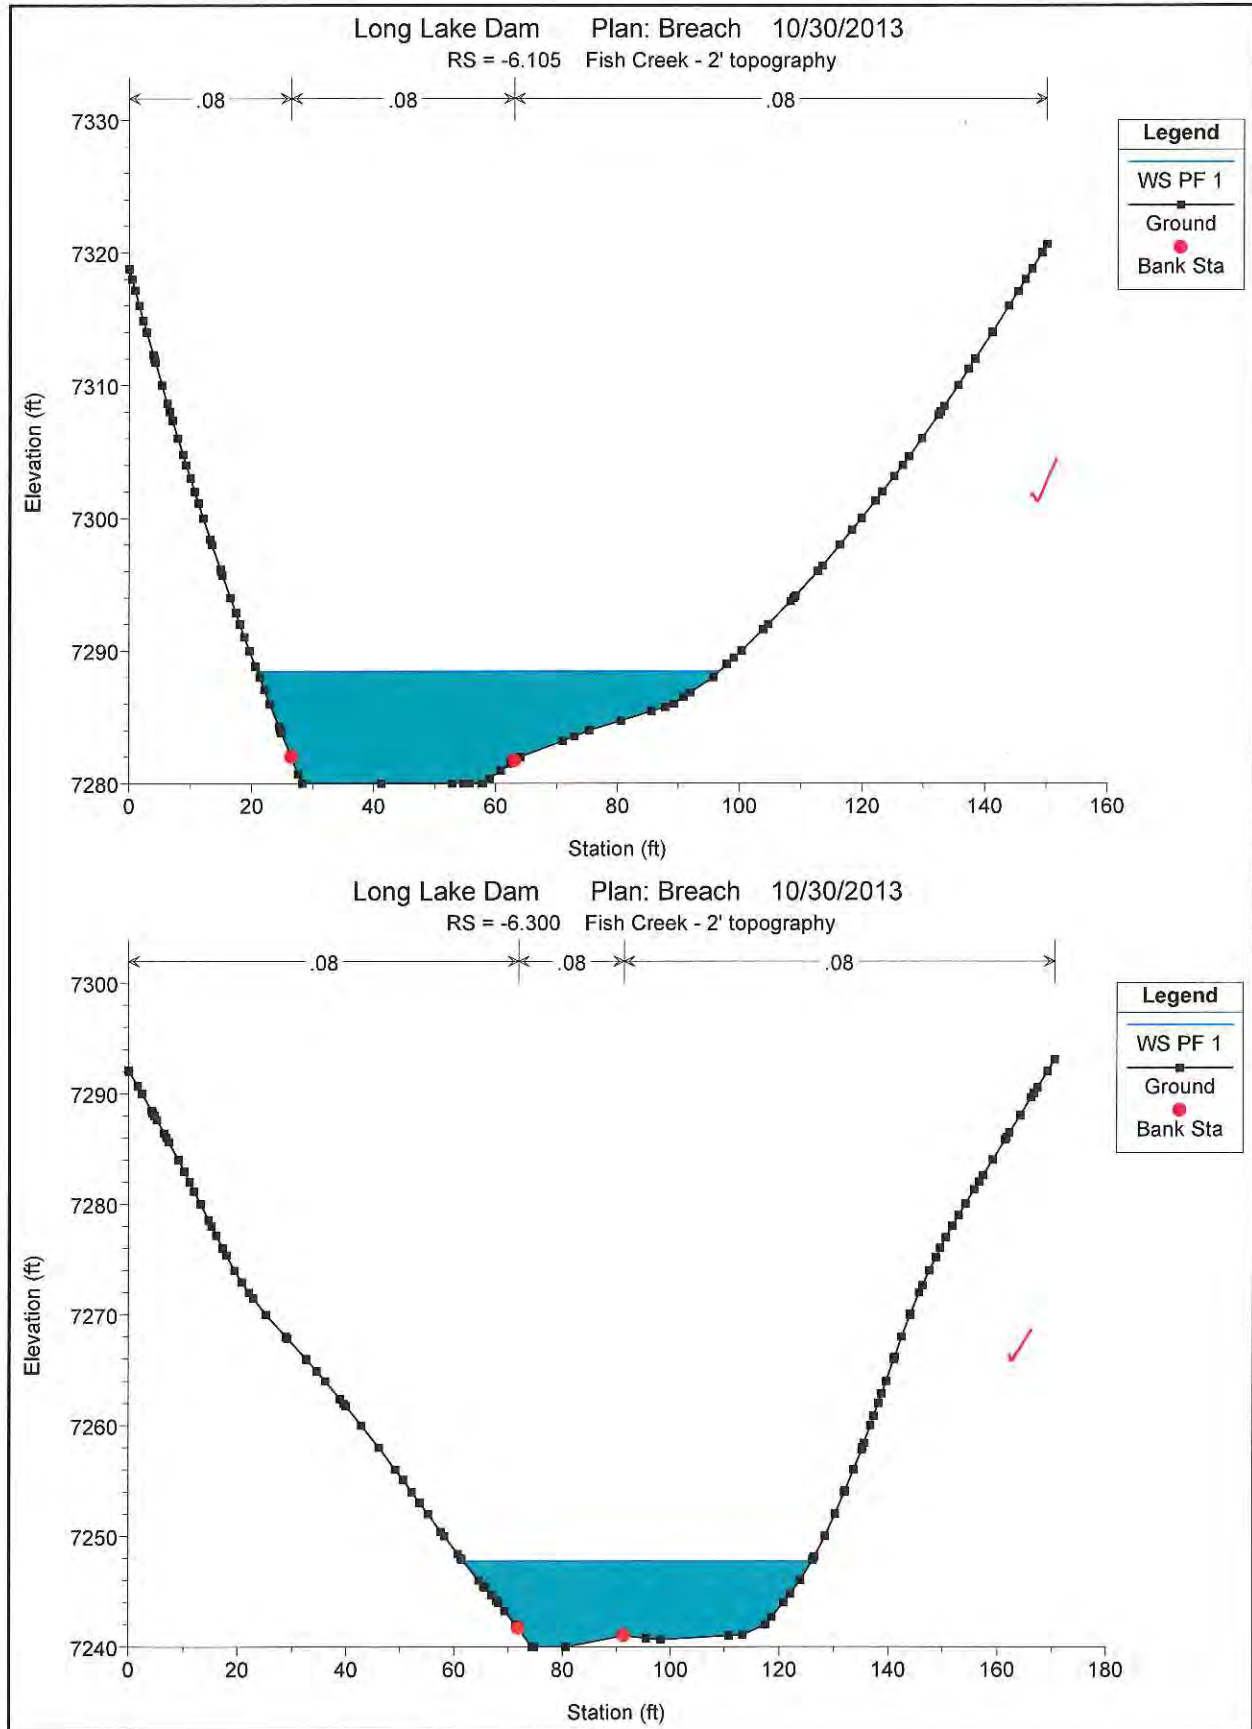 Long Lake Dam Plan: Breach 10/30/2013
RS = -6.105 Fish Creek - 2' topography
.08 .08 .08
7330
7320
7310
7300
7290
7280
Elevation (ft)
0 20 40 60 80 100 120 140 160
Station (ft)
Legend
WS PF 1
Ground
Bank Sta
Long Lake Dam Plan: Breach 10/30/2013
RS = -6.300 Fish Creek - 2' topography
.08 .08 .08
7300
7290
7280
7270
7260
7250
7240
Elevation (ft)
0 20 40 60 80 100 120 140 160 180
Station (ft)
Legend
WS PF 1
Ground
Bank Sta